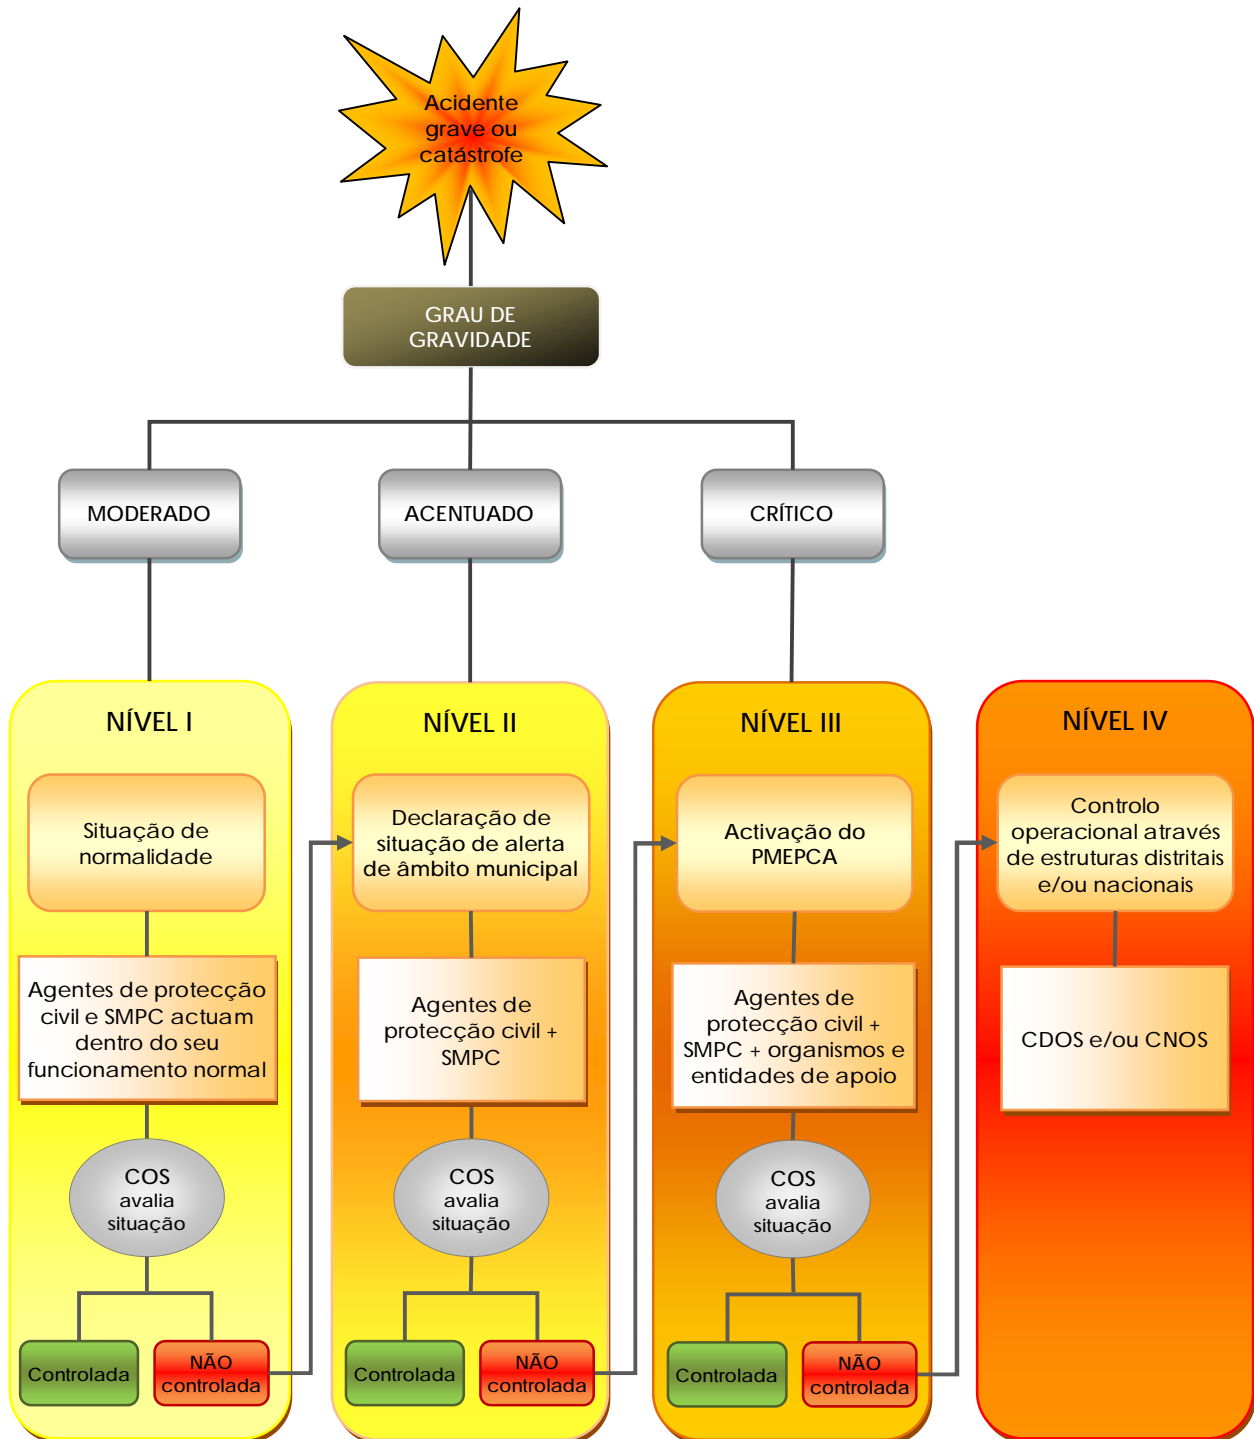 Acidente
grave ou
catástrofe
GRAU DE
GRAVIDADE
MODERADO
ACENTUADO
CRÍTICO
NÍVEL I
Situação de
normalidade
Agentes de protecção
civil e SMPC actuam
dentro do seu
funcionamento normal
COS
avalia
situação
Controlada
NÃO
controlada
NÍVEL II
Declaração de
situação de alerta
de âmbito municipal
Agentes de
protecção civil +
SMPC
COS
avalia
situação
Controlada
NÃO
controlada
NÍVEL III
Activação do
PMEPCA
Agentes de
protecção civil +
SMPC + organismos e
entidades de apoio
COS
avalia
situação
Controlada
NÃO
controlada
NÍVEL IV
Controlo
operacional através
de estruturas distritais
e/ou nacionais
CDOS e/ou CNOS